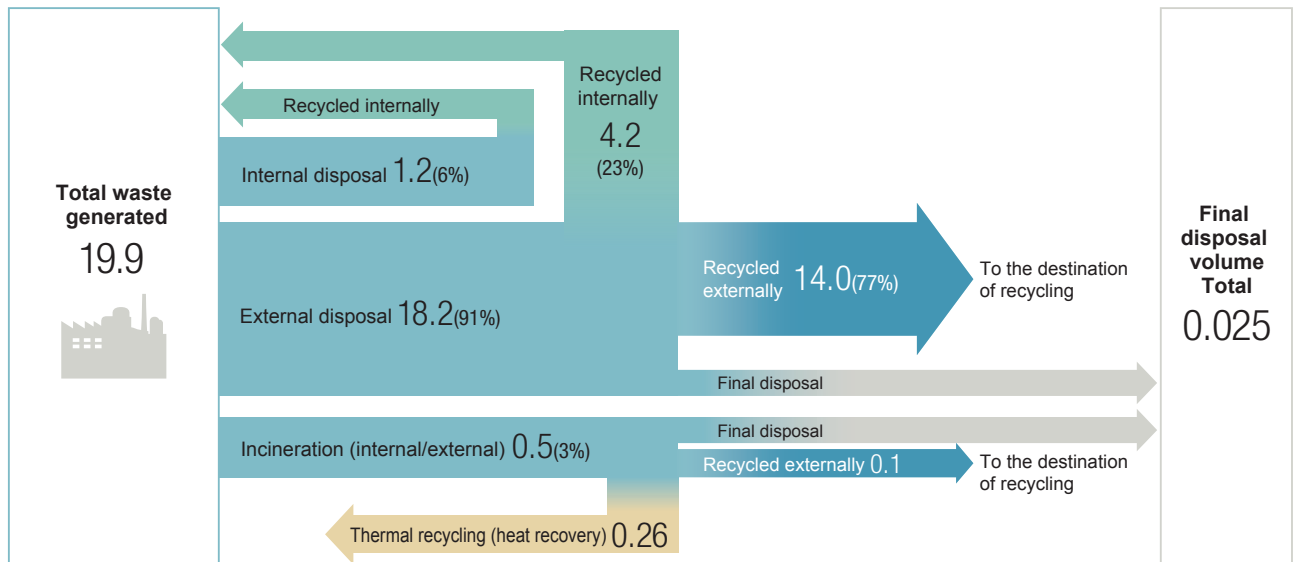 Total waste
generated
19.9
Recycled internally
Internal disposal 1.2(6%)
Recycled
internally
4.2
(23%)
External disposal 18.2(91%)
Recycled
externally
14.0(77%)
To the destination
of recycling
Final disposal
Incineration (internal/external) 0.5(3%)
Final disposal
Recycled externally 0.1
To the destination
of recycling
Thermal recycling (heat recovery) 0.26
Final
disposal
volume
Total
0.025